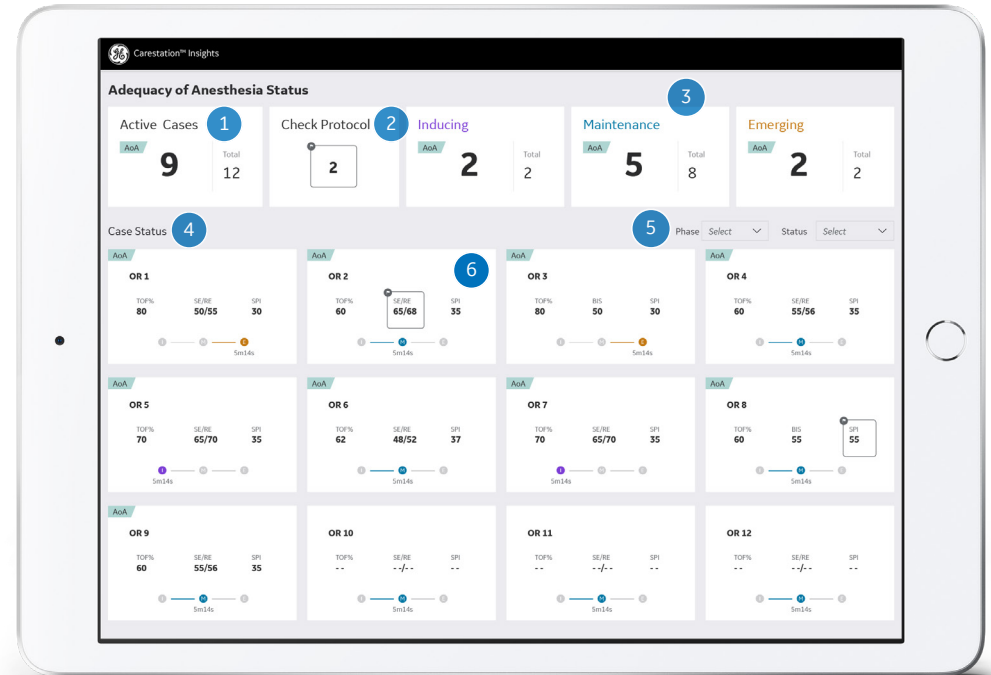 Carestation™ Insights
Adequacy of Anesthesia Status
3
Active Cases 1 Check Protocol 2 Inducing Maintenance Emerging
AoA 9 Total 12 2 AoA 2 Total 2 AoA 5 Total 8 AoA 2 Total 2
Case Status 4 5 Phase Select Status Select
AoA AoA AoA AoA
OR 1 OR 2 6 OR 3 OR 4
TOF% SE/RE SPI TOF% SE/RE SPI TOF% BIS SPI TOF% SE/RE SPI
80 50/55 30 60 65/68 35 80 50 30 60 55/56 35
I M E I M E I M E I M E
5m14s 5m14s 5m14s 5m14s
AoA AoA AoA AoA
OR 5 OR 6 OR 7 OR 8
TOF% SE/RE SPI TOF% SE/RE SPI TOF% SE/RE SPI TOF% BIS SPI
70 65/70 35 62 48/52 37 70 65/70 35 60 55 55
I M E I M E I M E I M E
5m14s 5m14s 5m14s 5m14s
AoA
OR 9 OR 10 OR 11 OR 12
TOF% SE/RE SPI TOF% SE/RE SPI TOF% SE/RE SPI TOF% SE/RE SPI
60 55/56 35 -- --/-- -- -- --/-- -- -- --/-- --
I M E I M E I M E I M E
5m14s 5m14s 5m14s 5m14s